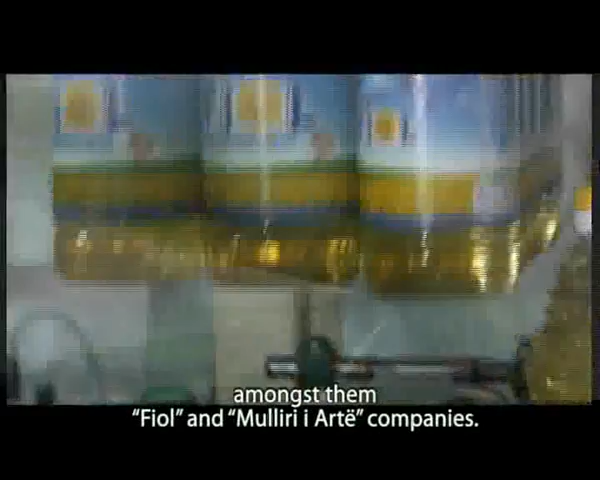 amongst them
“Fiol” and “Mulliri i Artë” companies.